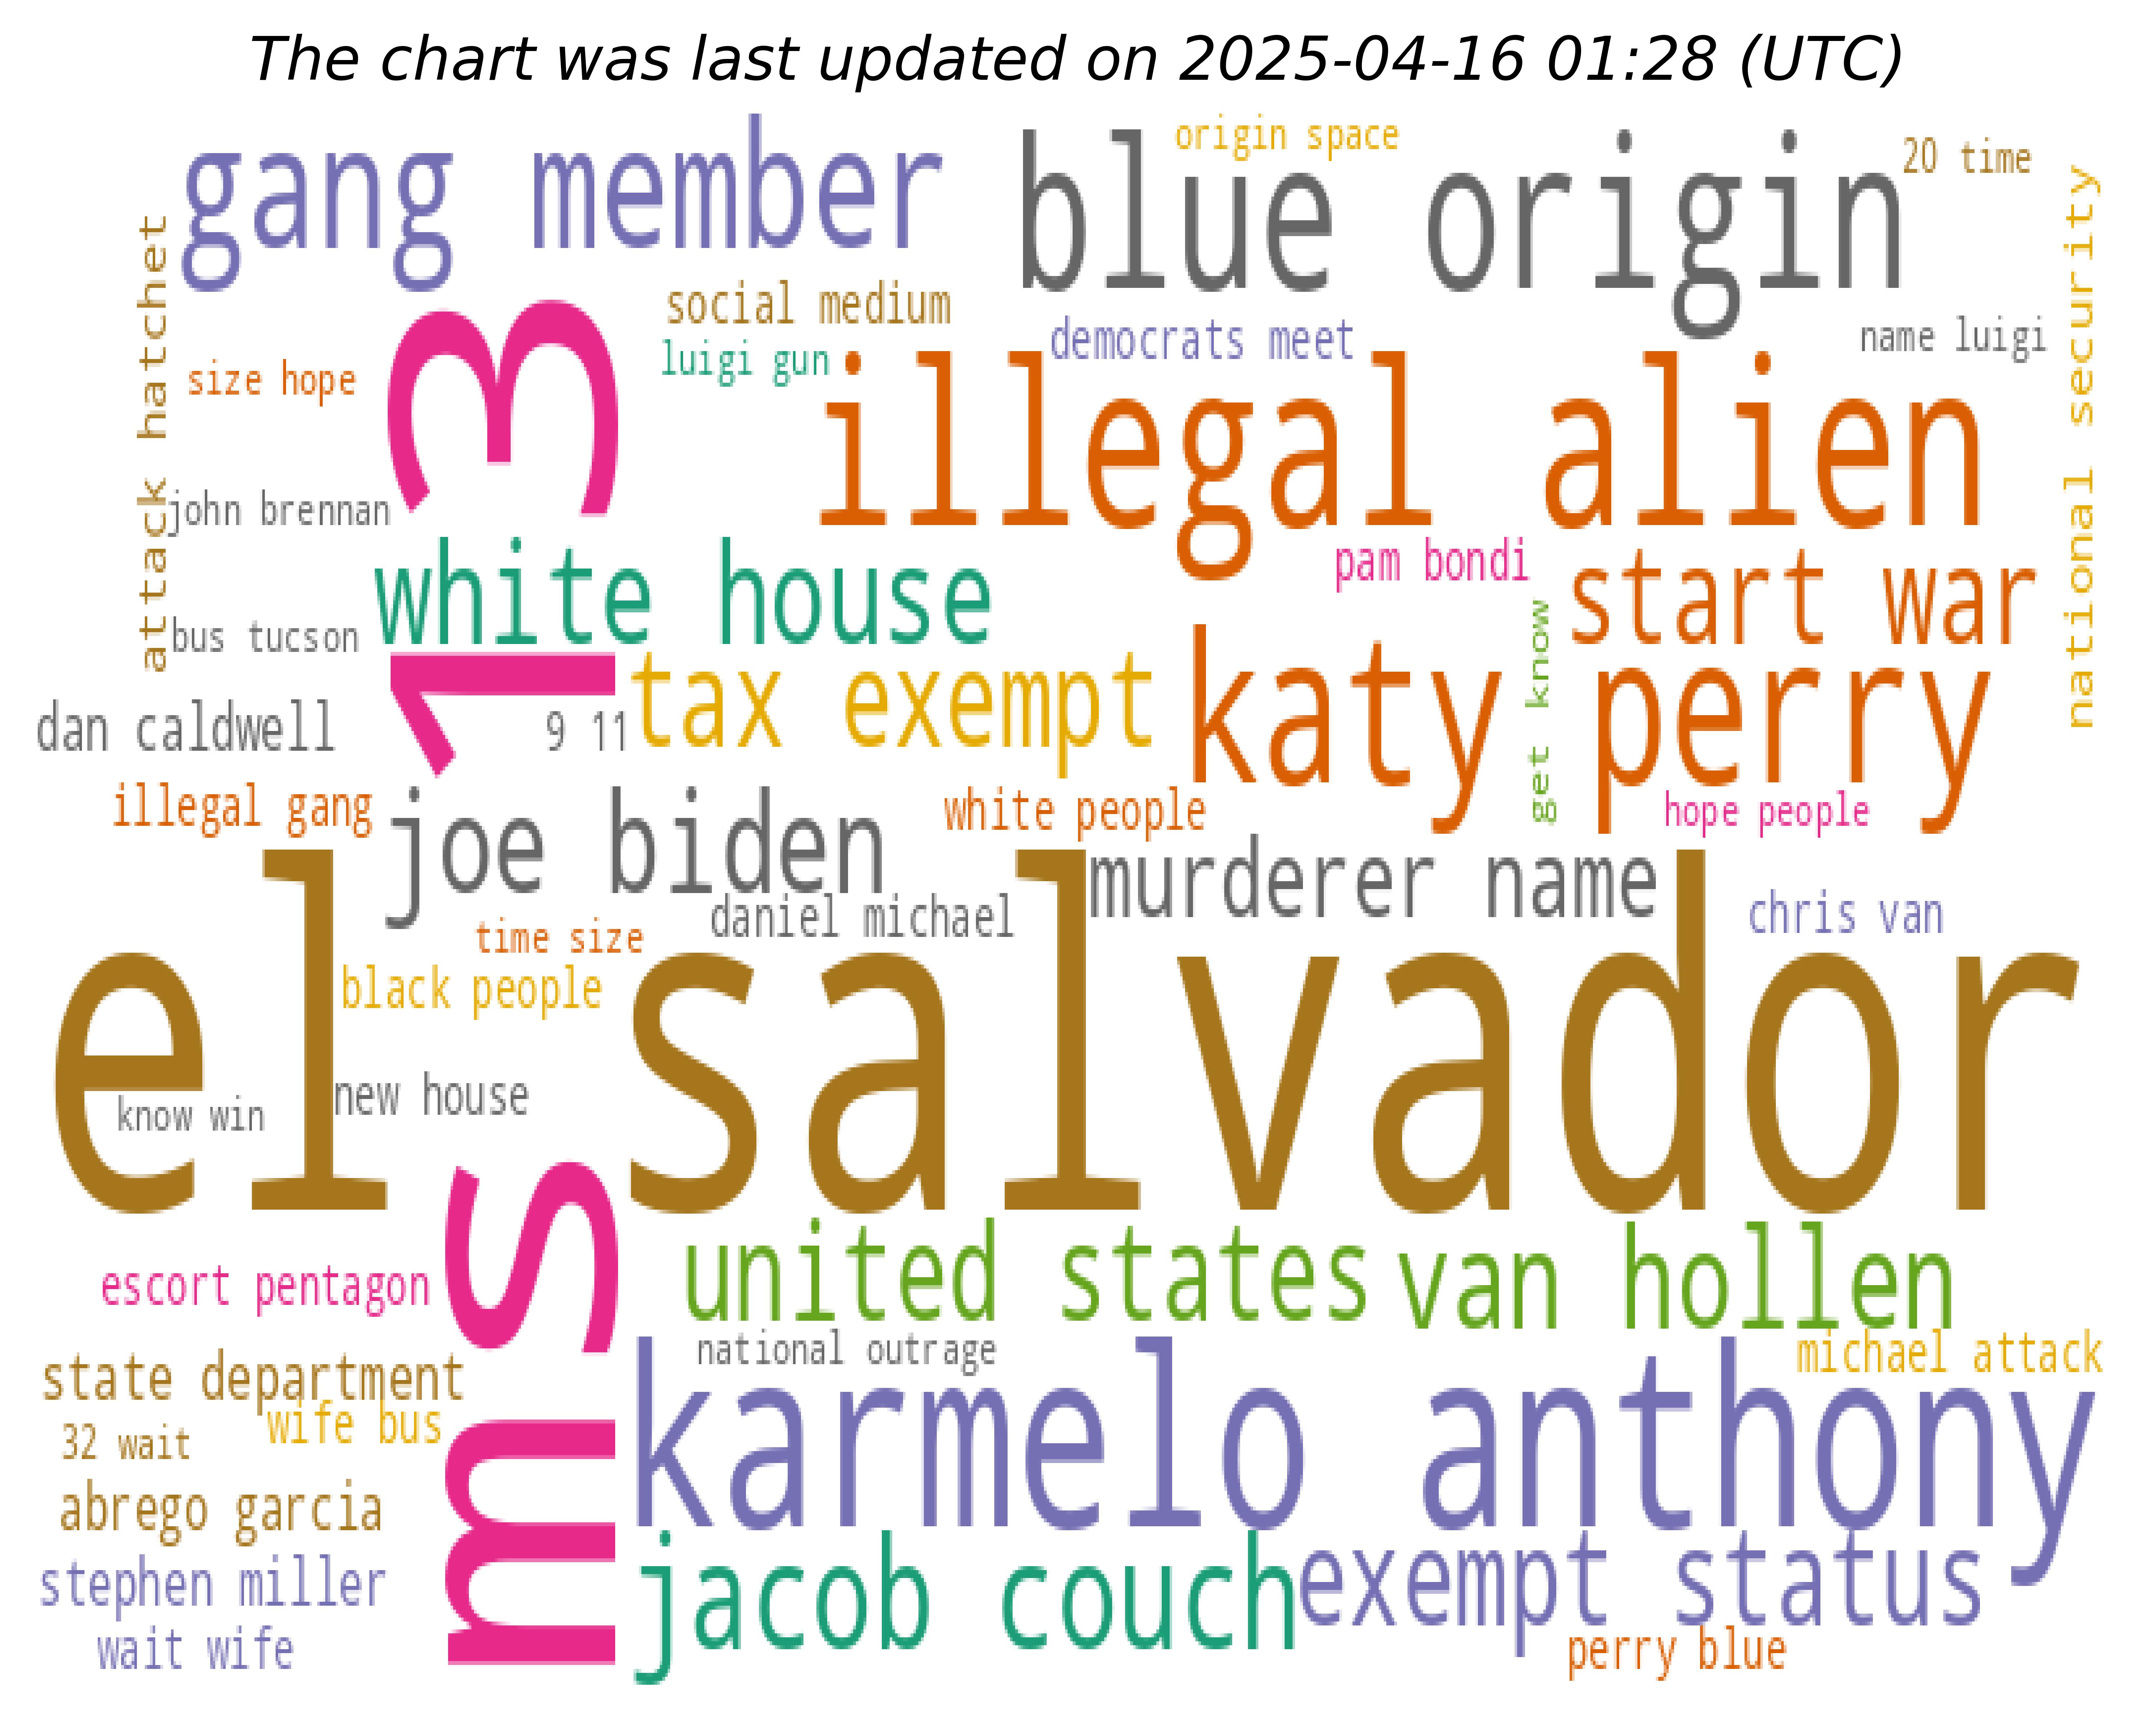 The chart was last updated on 2025-04-16 01:28 (UTC)
origin space
gang member
blue origin
20 time
national security
attack hatchet
social medium
democrats meet
name luigi
luigi gun
size hope
illegal alien
john brennan
white house
pam bondi
start war
bus tucson
get know
tax exempt
katy perry
dan caldwell
9 11
illegal gang
joe biden
white people
hope people
murderer name
daniel michael
chris van
time size
black people
el salvador
new house
know win
ms 13
united states
van hollen
escort pentagon
national outrage
michael attack
state department
karmelo anthony
wife bus
32 wait
abrego garcia
jacob couch
exempt status
stephen miller
wait wife
perry blue